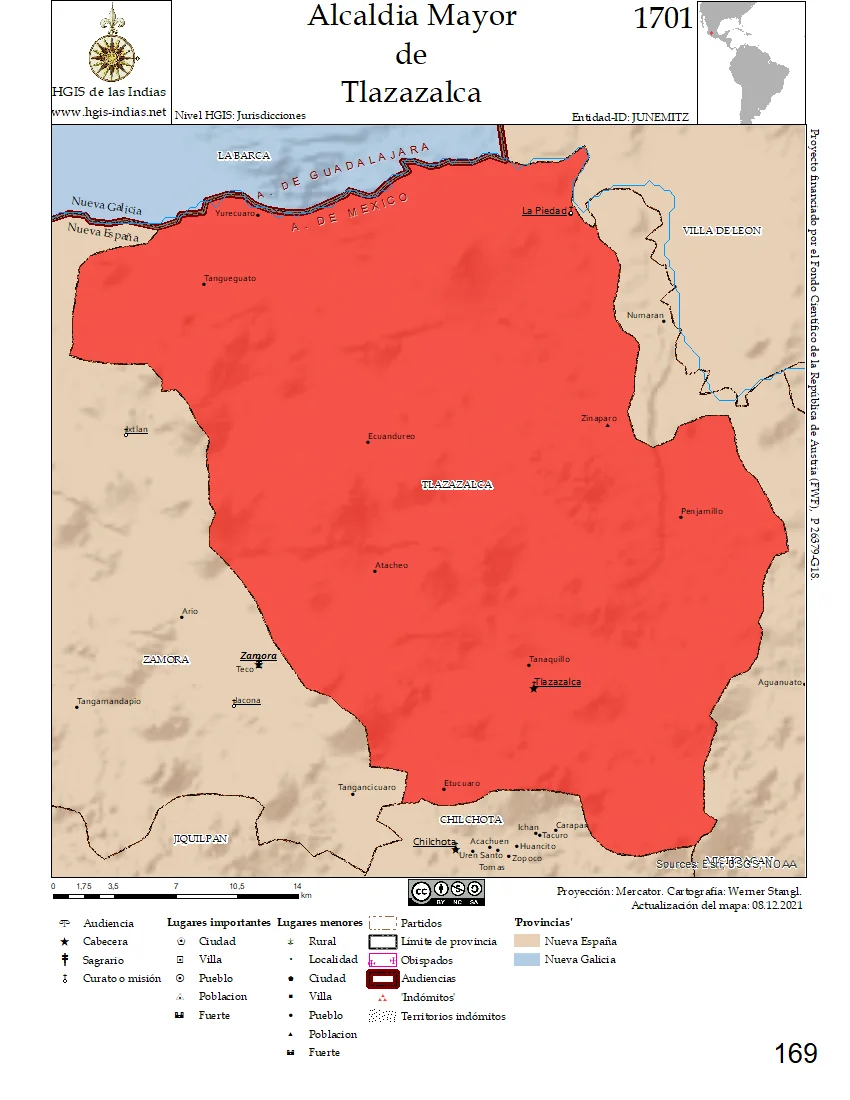 Alcaldia Mayor
de
Tlazazalca
1701
HGIS de las Indias
www.hgis-indias.net
Nivel HGIS: Jurisdicciones
Entidad-ID: JUNEMITZ
LA BARCA
A. DE GUADALAJARA
A. DE MEXICO
Nueva Galicia
Nueva España
Yurecuaro
La Piedad
VILLA DE LEON
Tangueguato
Numaran
Ixtlan
Ecuandureo
Zinaparo
TLAZAZALCA
Penjamillo
Atacheo
Ario
ZAMORA
Zamora
Teco
Tanaquillo
Tlazazalca
Jacona
Tangamandapio
Aguanuato
Tangancicuaro
Etucuaro
CHILCHOTA
JIQUILPAN
Chilchota
Acachuen
Ichan
Carapan
Tacuro
Huancito
Uren
Santo Tomas
Zopoco
Sources: Esri, USGS, NOAA
Proyecto financiado por el Fondo Científico de la República de Austria (FWF), P 26379-G18.
0 1,75 3,5 7 10,5 14
km
CC BY NC SA
Proyección: Mercator. Cartografía: Werner Stangl.
Actualización del mapa: 08.12.2021
Audiencia
Cabecera
Sagrario
Curato o misión
Lugares importantes
Ciudad
Villa
Pueblo
Poblacion
Fuerte
Lugares menores
Rural
Localidad
Ciudad
Villa
Pueblo
Poblacion
Fuerte
Partidos
Límite de provincia
Obispados
Audiencias
'Indómitos'
Territorios indómitos
'Provincias'
Nueva España
Nueva Galicia
169